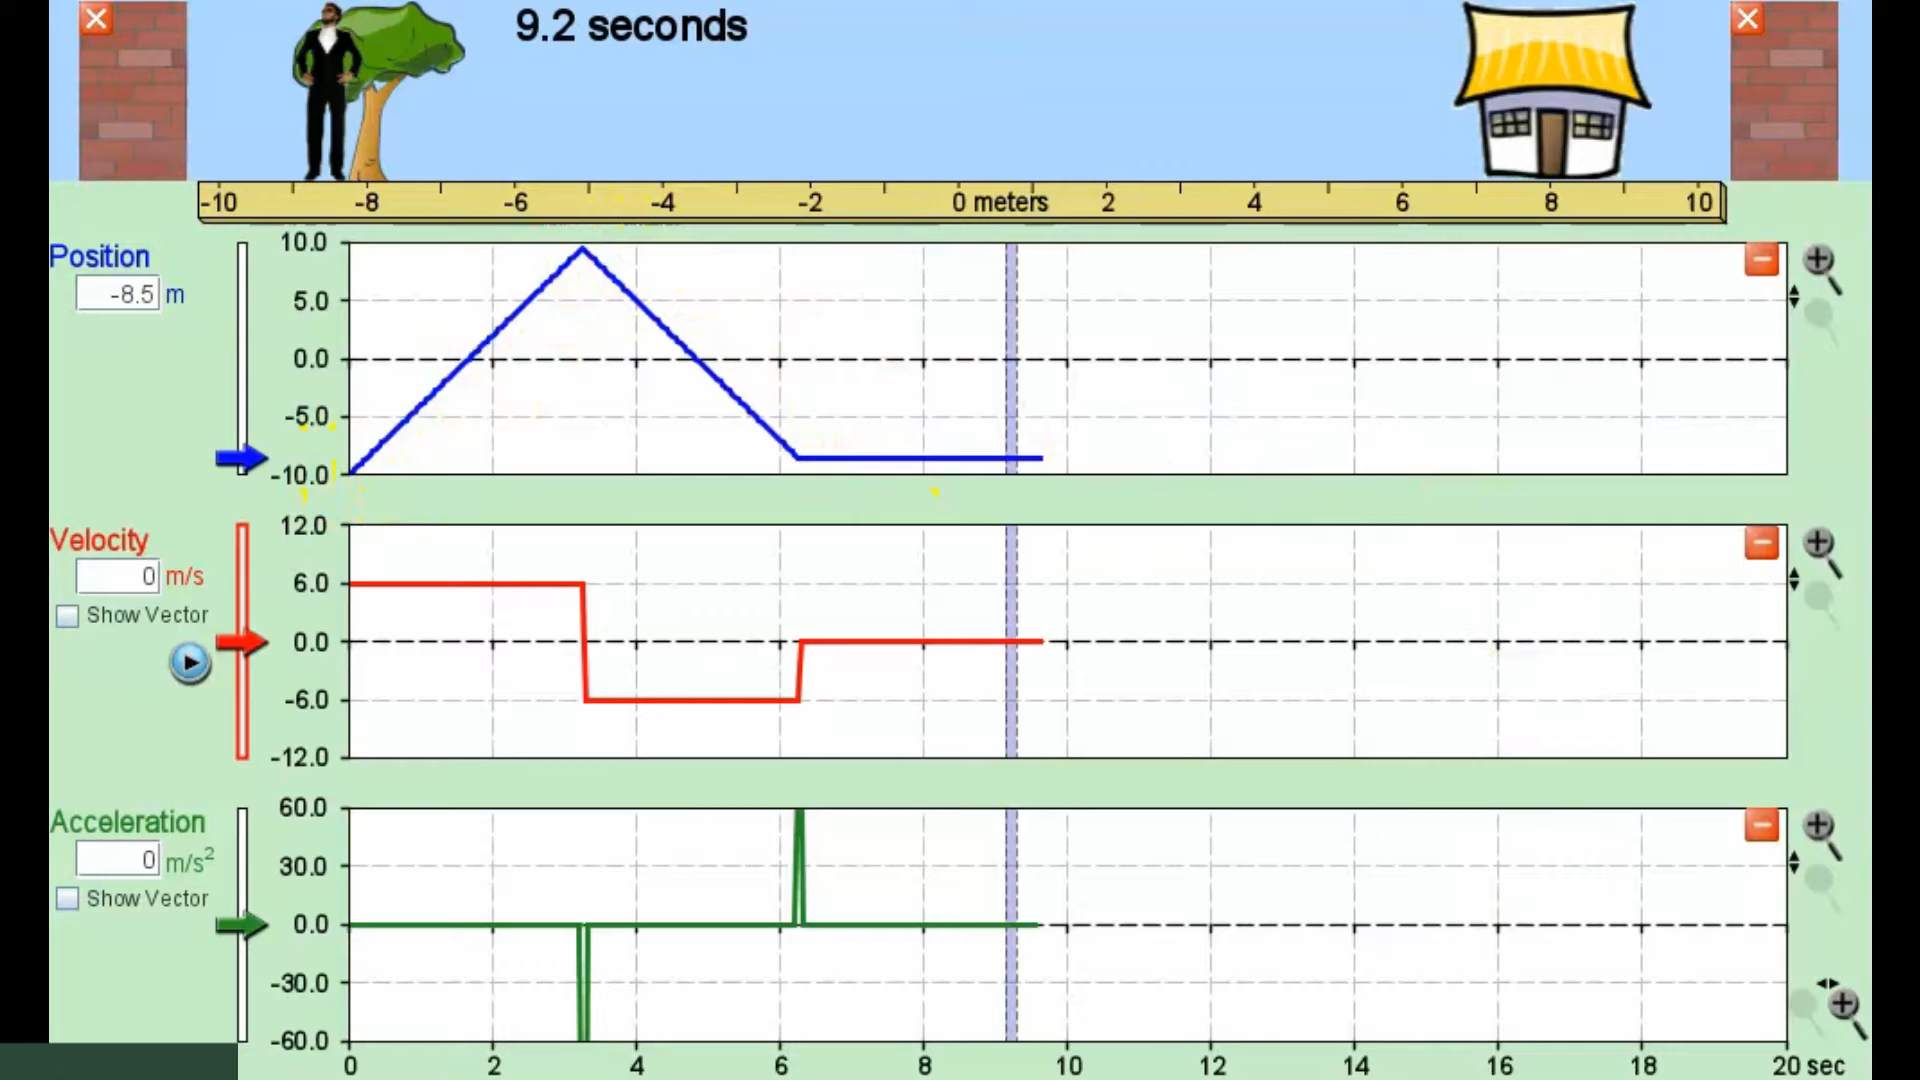 9.2 seconds
-10 -8 -6 -4 -2 0 meters 2 4 6 8 10
Position
-8.5 m
10.0
5.0
0.0
-5.0
-10.0
Velocity
0 m/s
Show Vector
12.0
6.0
0.0
-6.0
-12.0
Acceleration
0 m/s²
Show Vector
60.0
30.0
0.0
-30.0
-60.0
0 2 4 6 8 10 12 14 16 18 20 sec